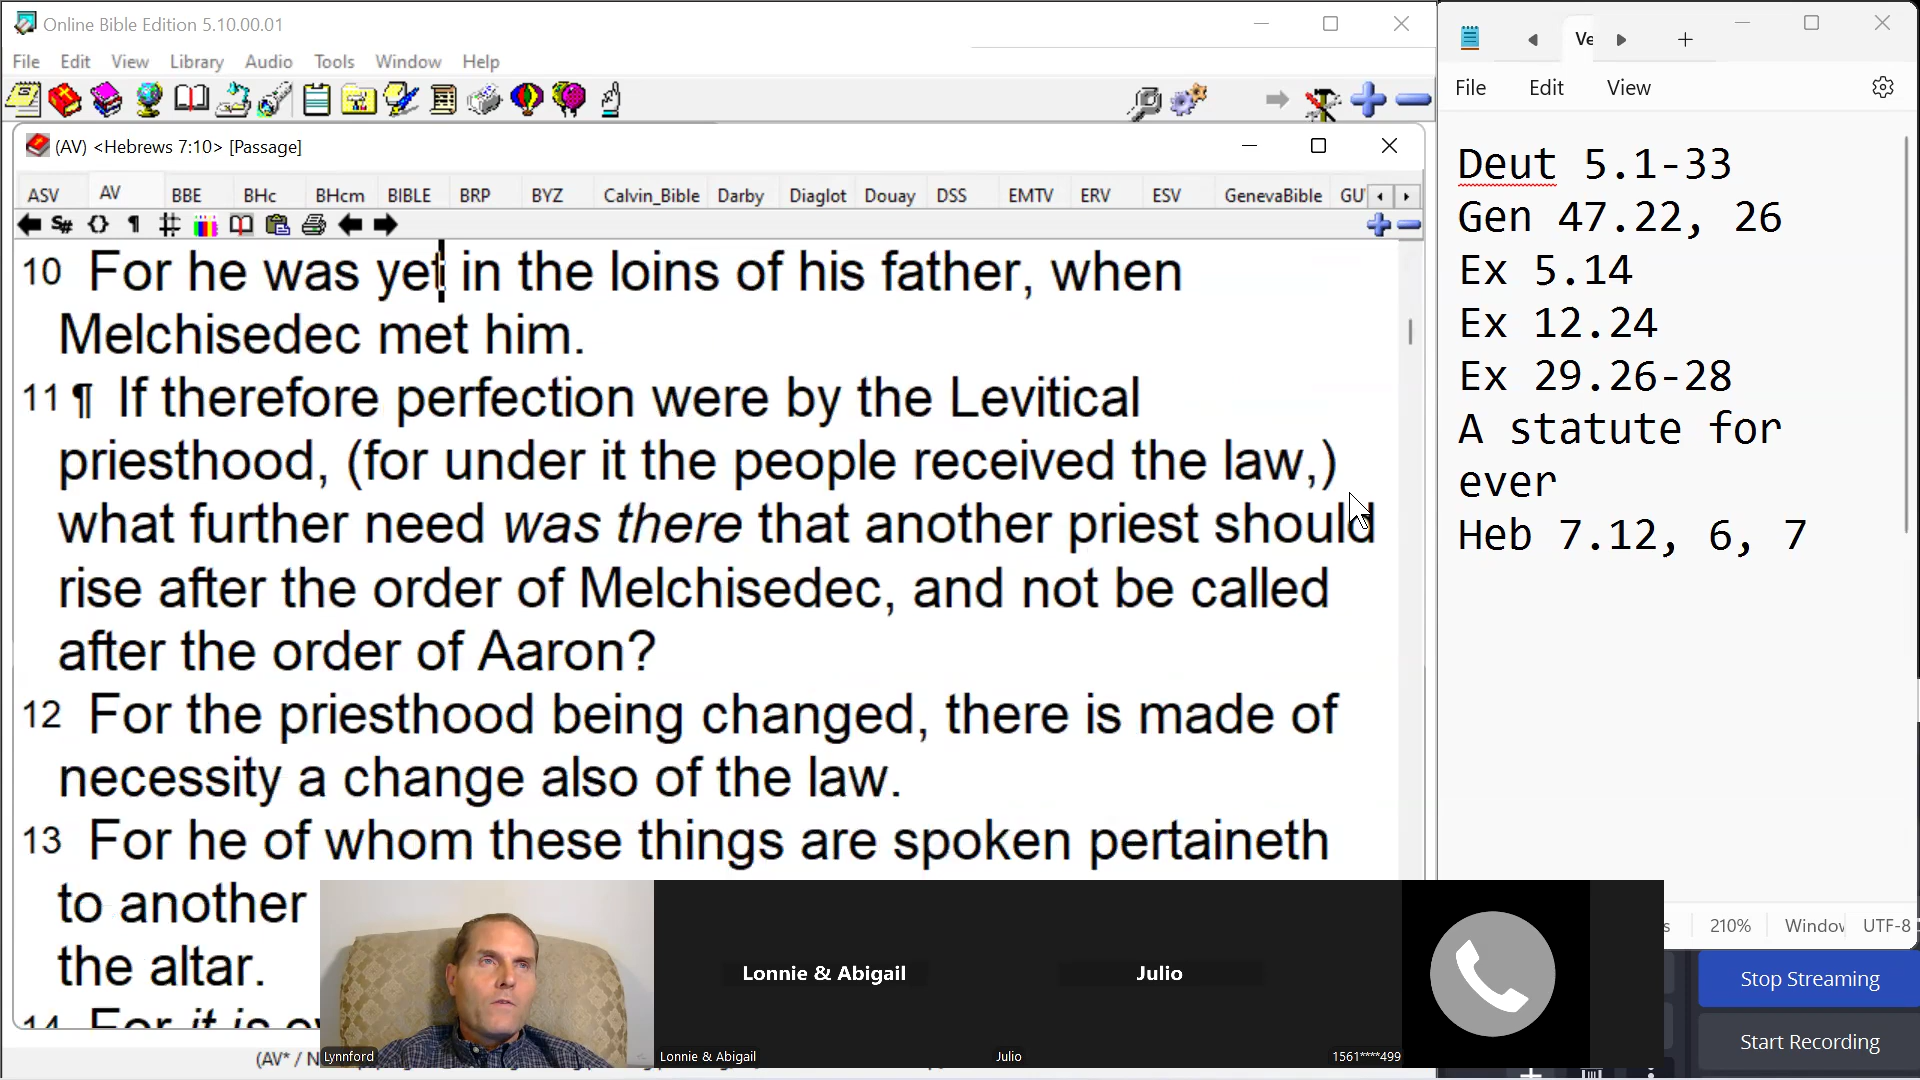 Online Bible Edition 5.10.00.01
File Edit View Library Audio Tools Window Help
(AV) <Hebrews 7:10> [Passage]
ASV AV BBE BHc BHcm BIBLE BRP BYZ Calvin_Bible Darby Diaglot Douay DSS EMTV ERV ESV GenevaBible GU
10 For he was yet in the loins of his father, when
Melchisedec met him.
11 ¶ If therefore perfection were by the Levitical
priesthood, (for under it the people received the law,)
what further need was there that another priest should
rise after the order of Melchisedec, and not be called
after the order of Aaron?
12 For the priesthood being changed, there is made of
necessity a change also of the law.
13 For he of whom these things are spoken pertaineth
to another
the altar.
14 For it is
(AV* / N
Ve
File Edit View
Deut 5.1-33
Gen 47.22, 26
Ex 5.14
Ex 12.24
Ex 29.26-28
A statute for
ever
Heb 7.12, 6, 7
s 210% Window UTF-8
Lynnford
Lonnie & Abigail
Lonnie & Abigail
Julio
Julio
1561****499
Stop Streaming
Start Recording